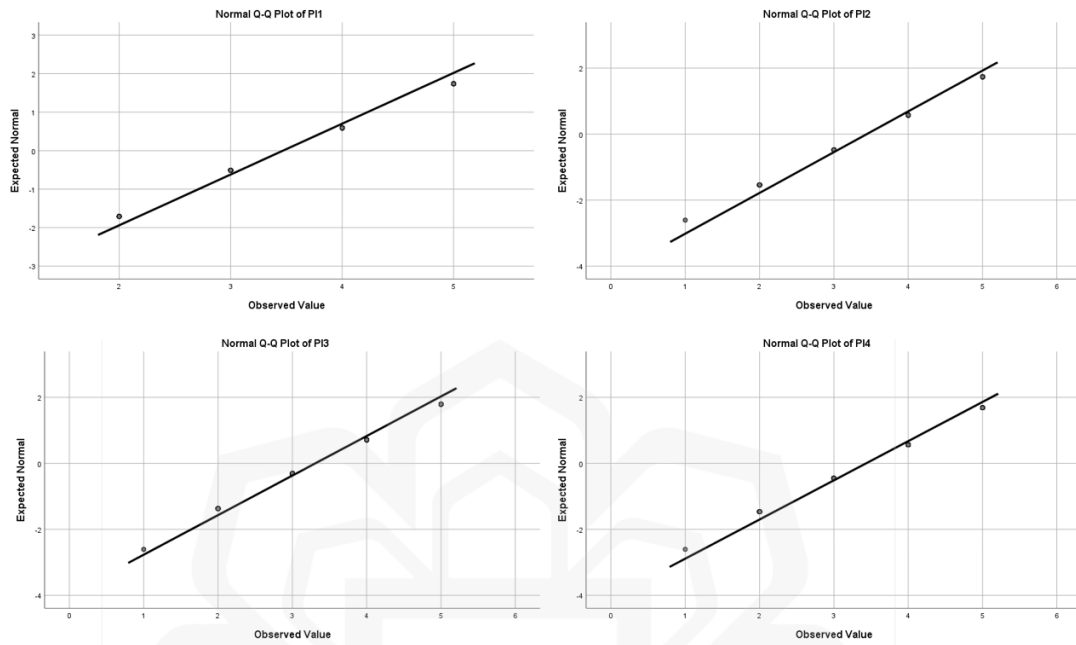 Normal Q-Q Plot of PI1
3
2
1
0
-1
-2
-3
Expected Normal
2 3 4 5
Observed Value
Normal Q-Q Plot of PI2
2
0
-2
-4
Expected Normal
0 1 2 3 4 5 6
Observed Value
Normal Q-Q Plot of PI3
2
0
-2
-4
Expected Normal
0 1 2 3 4 5 6
Observed Value
Normal Q-Q Plot of PI4
2
0
-2
-4
Expected Normal
0 1 2 3 4 5 6
Observed Value